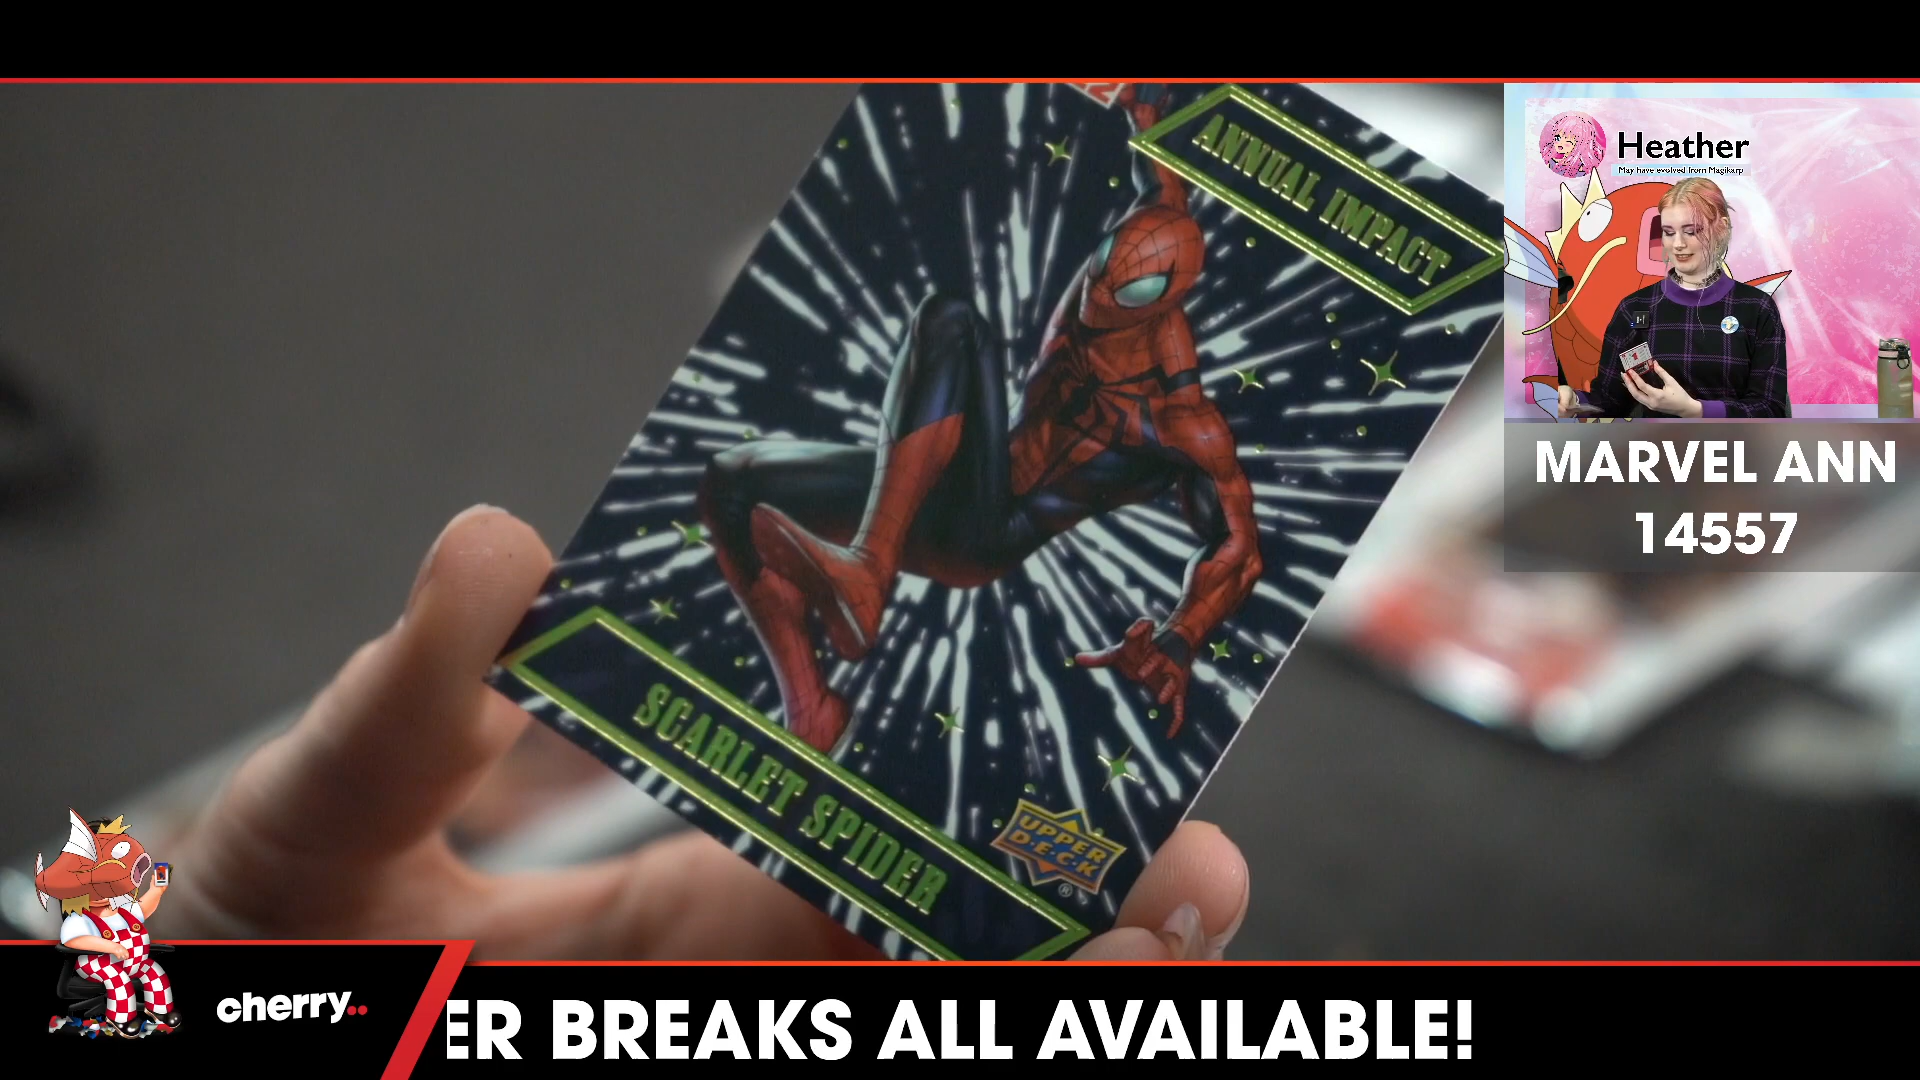 ANNUAL IMPACT
Heather
May have evolved from Magikarp
MARVEL ANN
14557
SCARLET SPIDER
UPPER
D·E·C·K
®
cherry..
ER BREAKS ALL AVAILABLE!